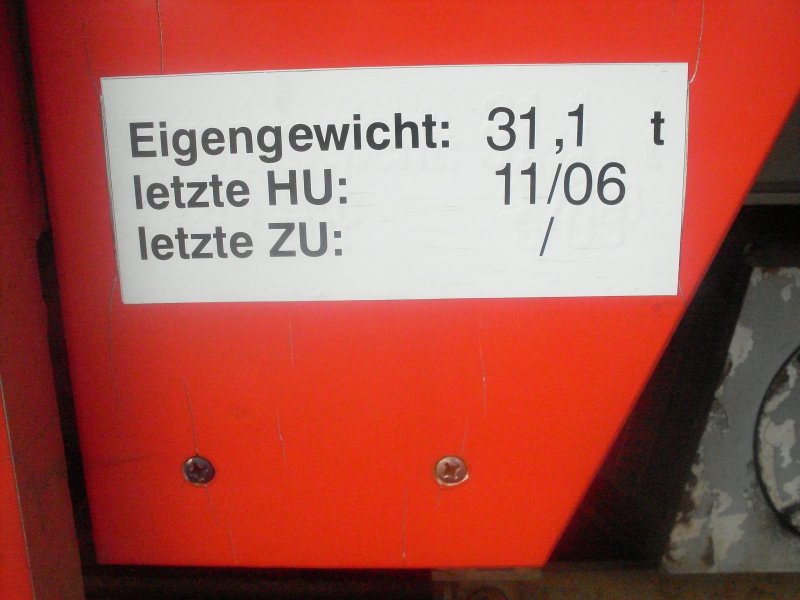 Eigengewicht: 31,1 t
letzte HU: 11/06
letzte ZU: /